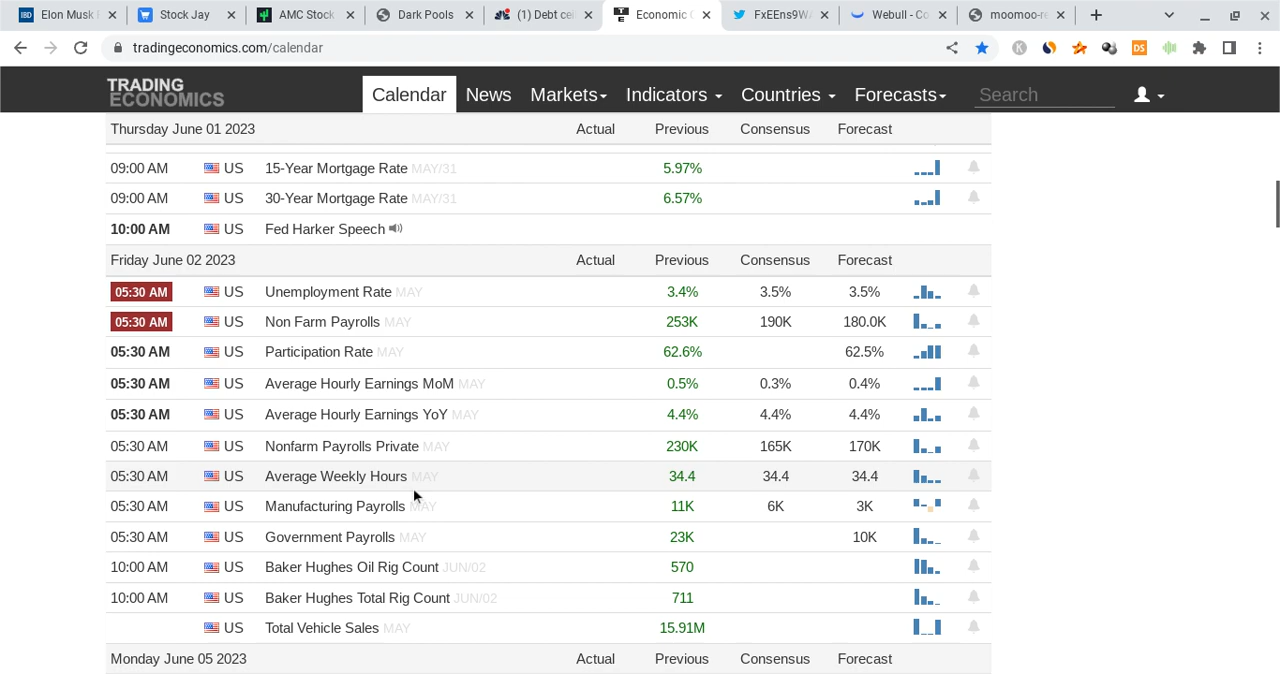 Elon Musk
Stock Jay
AMC Stock
Dark Pools
(1) Debt cei
Economic C
FxEEns9WA
Webull - Co
moomoo-re
tradingeconomics.com/calendar
K
DS
TRADING
ECONOMICS
Calendar News Markets Indicators Countries Forecasts Search
Thursday June 01 2023 Actual Previous Consensus Forecast
09:00 AM US 15-Year Mortgage Rate MAY/31 5.97%
09:00 AM US 30-Year Mortgage Rate MAY/31 6.57%
10:00 AM US Fed Harker Speech
Friday June 02 2023 Actual Previous Consensus Forecast
05:30 AM US Unemployment Rate MAY 3.4% 3.5% 3.5%
05:30 AM US Non Farm Payrolls MAY 253K 190K 180.0K
05:30 AM US Participation Rate MAY 62.6% 62.5%
05:30 AM US Average Hourly Earnings MoM MAY 0.5% 0.3% 0.4%
05:30 AM US Average Hourly Earnings YoY MAY 4.4% 4.4% 4.4%
05:30 AM US Nonfarm Payrolls Private MAY 230K 165K 170K
05:30 AM US Average Weekly Hours MAY 34.4 34.4 34.4
05:30 AM US Manufacturing Payrolls MAY 11K 6K 3K
05:30 AM US Government Payrolls MAY 23K 10K
10:00 AM US Baker Hughes Oil Rig Count JUN/02 570
10:00 AM US Baker Hughes Total Rig Count JUN/02 711
US Total Vehicle Sales MAY 15.91M
Monday June 05 2023 Actual Previous Consensus Forecast